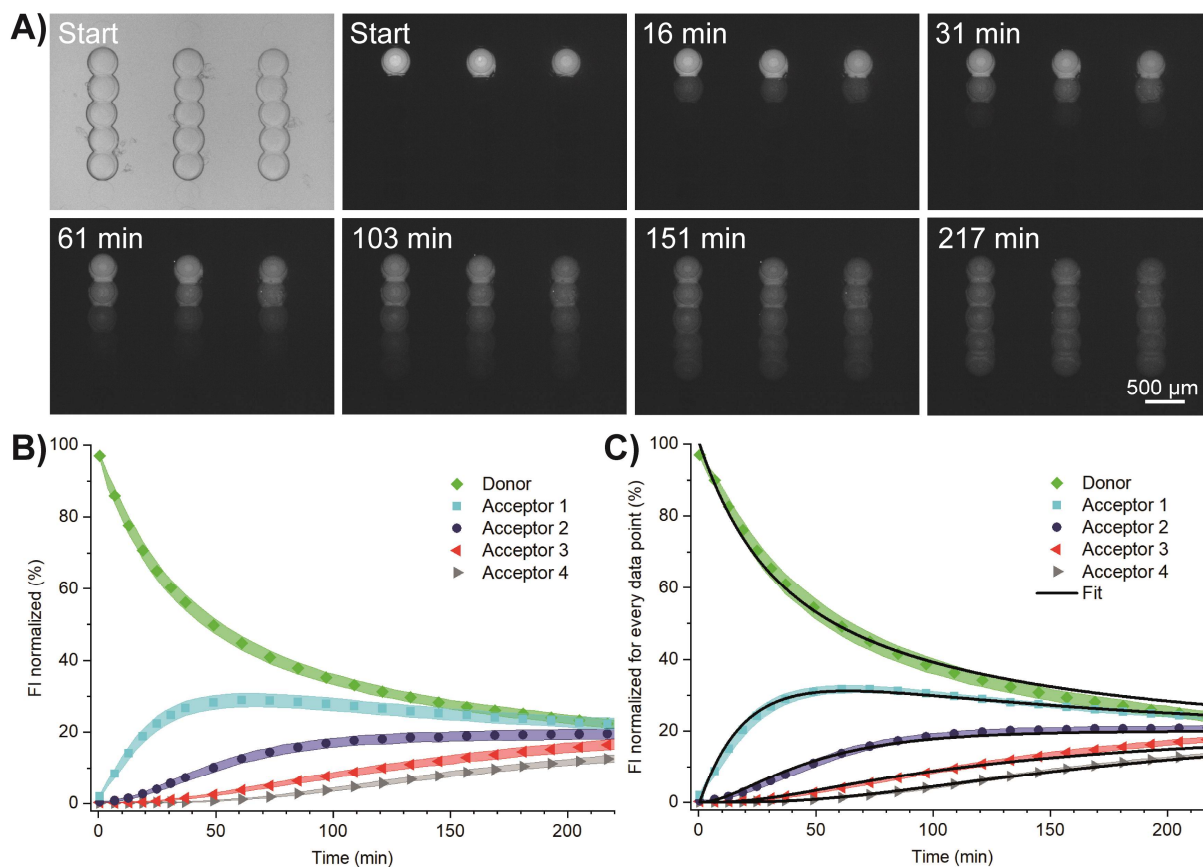 A)
Start
Start
16 min
31 min
61 min
103 min
151 min
217 min
500 µm
B)
100
80
60
40
20
0
FI normalized (%)
0
50
100
150
200
Time (min)
Donor
Acceptor 1
Acceptor 2
Acceptor 3
Acceptor 4
C)
100
80
60
40
20
0
FI normalized for every data point (%)
0
50
100
150
200
Time (min)
Donor
Acceptor 1
Acceptor 2
Acceptor 3
Acceptor 4
Fit